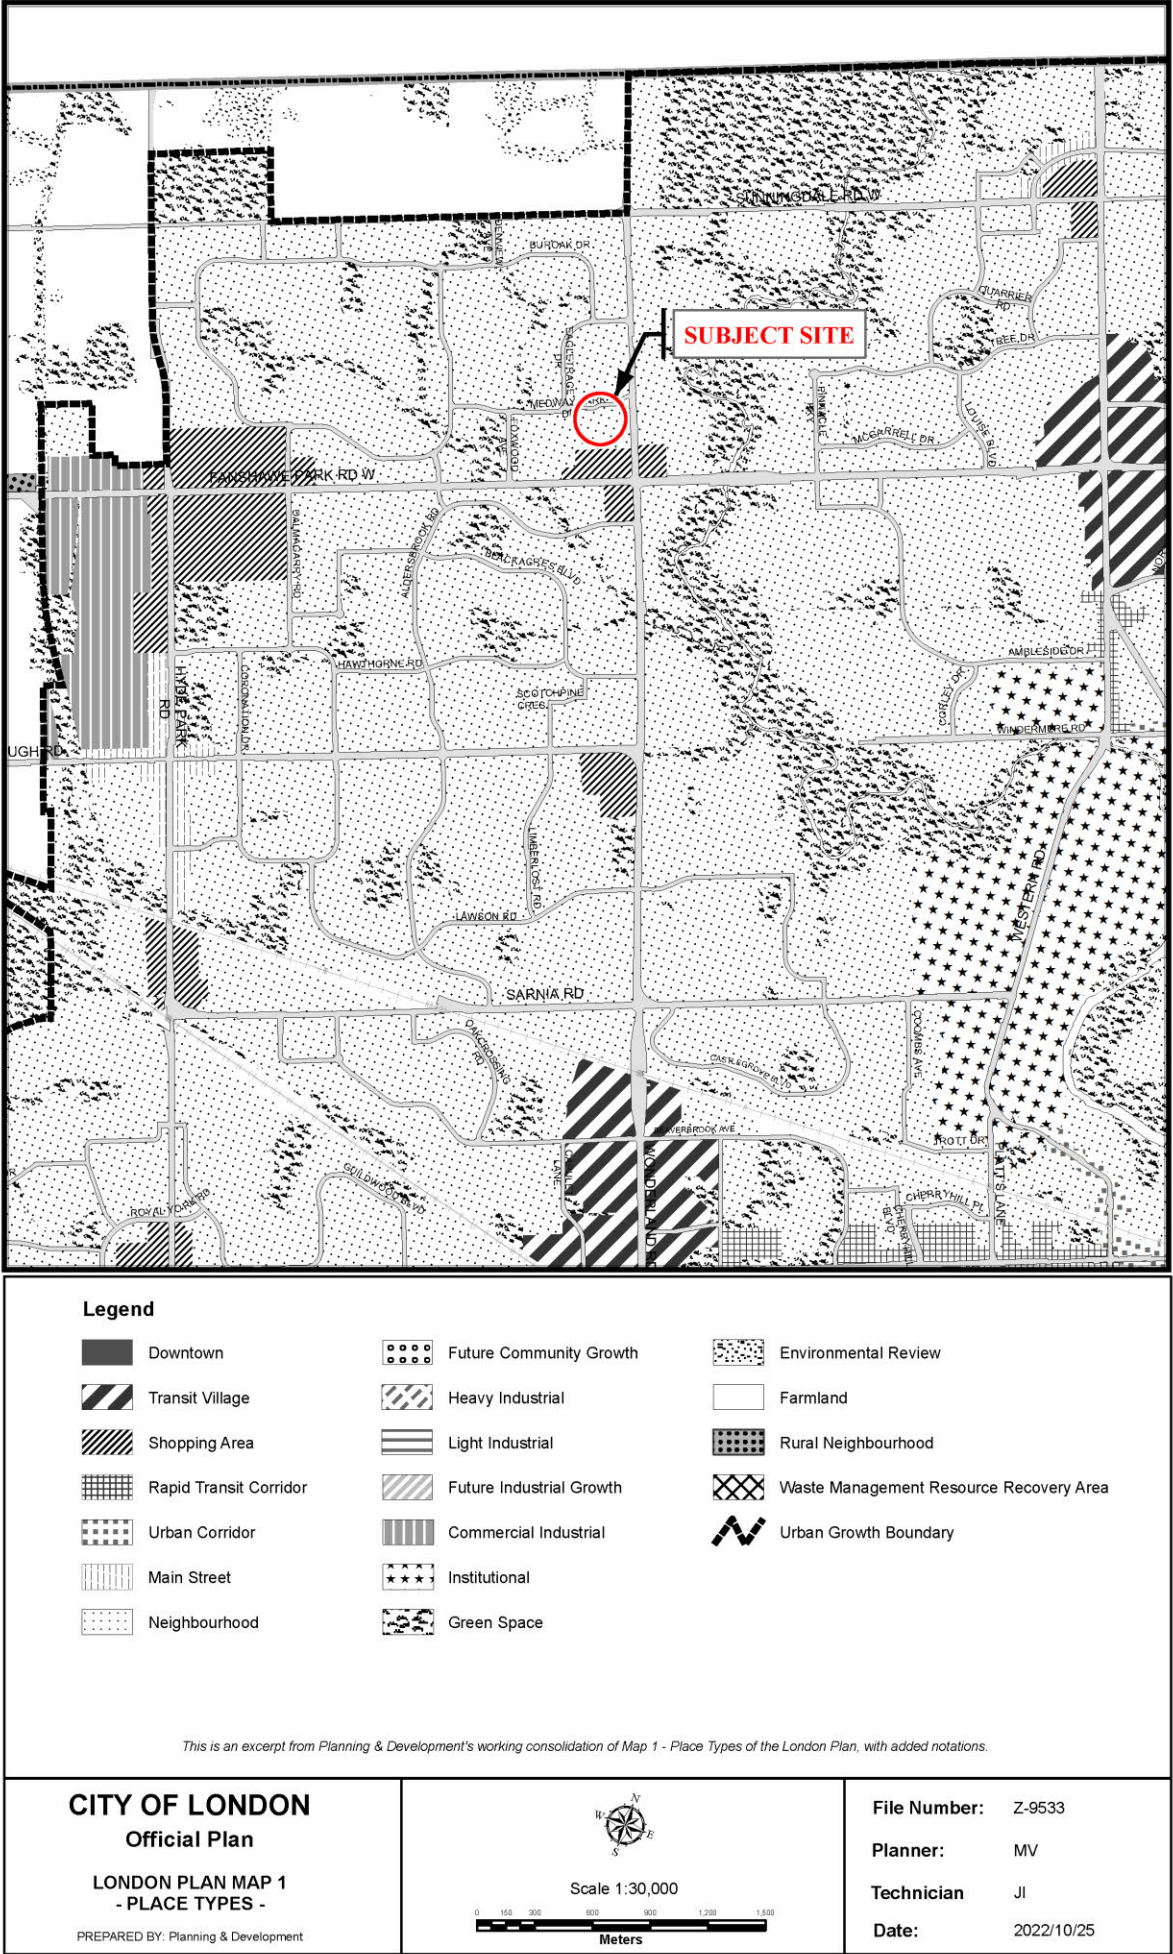 SUNNINGDALE RD W
BUROAK DR
QUARRIER
RD
SUBJECT SITE
EAGLETRACE
DR
TREE DR
MEDWAY PARK
D
FOXWOOD
AVE
PINNACLE
LOUISE BLVD
MCGARRELL DR
FANSHAWE PARK RD W
DALMAGARRY RD
ALDERSBROOK RD
BLACKACRES BLVD
AMBLESIDE DR
HAWTHORNE RD
CORONATION DR
HYDE PARK
RD
SCOTCHPINE
CRES
CORLEY DR
WINDERMERE RD
UGH RD
LIMBERLOST RD
WESTERN RD
LAWSON RD
SARNIA RD
OAKCROSSING
RD
COOMBS AVE
CASTLEGROVE BLVD
BEAVERBROOK AVE
TROTT DR
PLATTS LANE
WONDERLAND R
LANE
GUILDWOOD BLVD
ROYAL YORK RD
DR
CHERRYHILL PL
CHERRYHILL
BLVD
Legend
Downtown
Transit Village
Shopping Area
Rapid Transit Corridor
Urban Corridor
Main Street
Neighbourhood
Future Community Growth
Heavy Industrial
Light Industrial
Future Industrial Growth
Commercial Industrial
Institutional
Green Space
Environmental Review
Farmland
Rural Neighbourhood
Waste Management Resource Recovery Area
Urban Growth Boundary
This is an excerpt from Planning & Development's working consolidation of Map 1 - Place Types of the London Plan, with added notations.
CITY OF LONDON
Official Plan
LONDON PLAN MAP 1
- PLACE TYPES -
PREPARED BY: Planning & Development
N
W
E
S
Scale 1:30,000
0 150 300 600 900 1,200 1,500
Meters
File Number: Z-9533
Planner: MV
Technician JI
Date: 2022/10/25